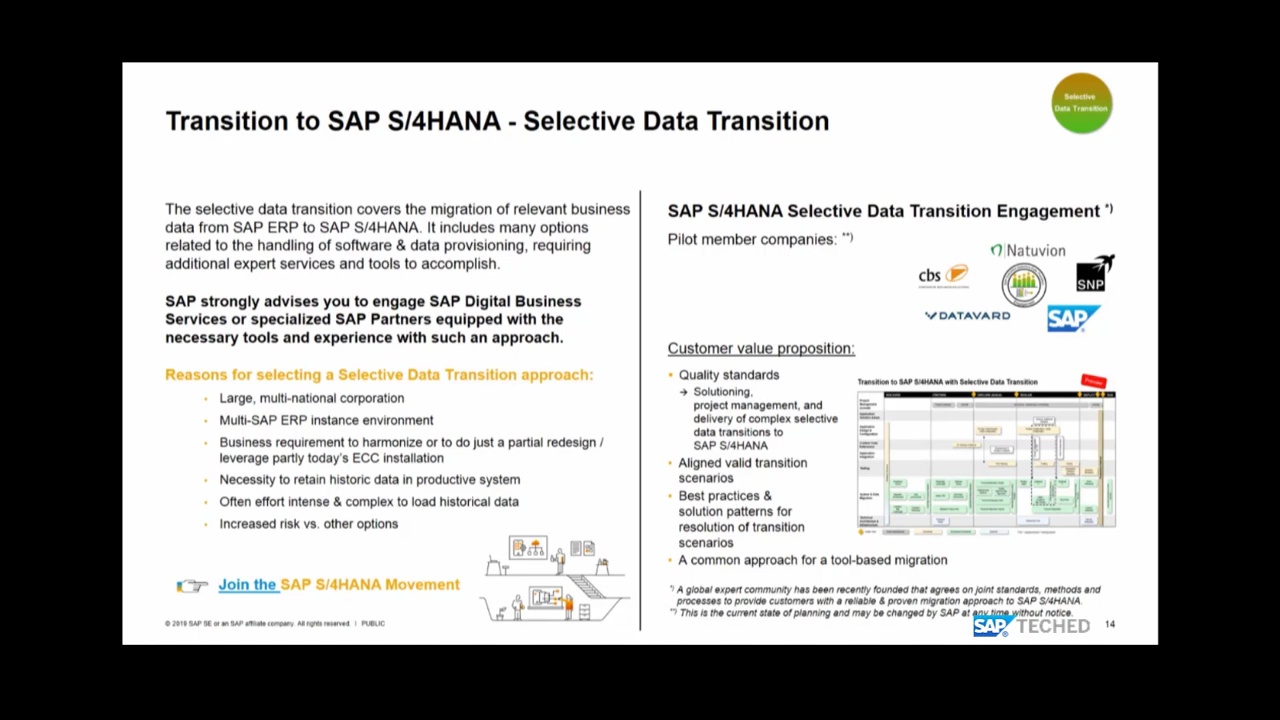 Selective
Data Transition
Transition to SAP S/4HANA - Selective Data Transition
The selective data transition covers the migration of relevant business
data from SAP ERP to SAP S/4HANA. It includes many options
related to the handling of software & data provisioning, requiring
additional expert services and tools to accomplish.
SAP strongly advises you to engage SAP Digital Business
Services or specialized SAP Partners equipped with the
necessary tools and experience with such an approach.
Reasons for selecting a Selective Data Transition approach:
• Large, multi-national corporation
• Multi-SAP ERP instance environment
• Business requirement to harmonize or to do just a partial redesign /
leverage partly today's ECC installation
• Necessity to retain historic data in productive system
• Often effort intense & complex to load historical data
• Increased risk vs. other options
Join the SAP S/4HANA Movement
© 2019 SAP SE or an SAP affiliate company. All rights reserved. | PUBLIC
SAP S/4HANA Selective Data Transition Engagement *)
Pilot member companies: **)
Natuvion
cbs
SNP
DATAVARD
SAP
Customer value proposition:
• Quality standards
→ Solutioning,
project management, and
delivery of complex selective
data transitions to
SAP S/4HANA
• Aligned valid transition
scenarios
• Best practices &
solution patterns for
resolution of transition
scenarios
• A common approach for a tool-based migration
Transition to SAP S/4HANA with Selective Data Transition
Preview
*) A global expert community has been recently founded that agrees on joint standards, methods and
processes to provide customers with a reliable & proven migration approach to SAP S/4HANA.
**) This is the current state of planning and may be changed by SAP at any time without notice.
SAP TECHED
14